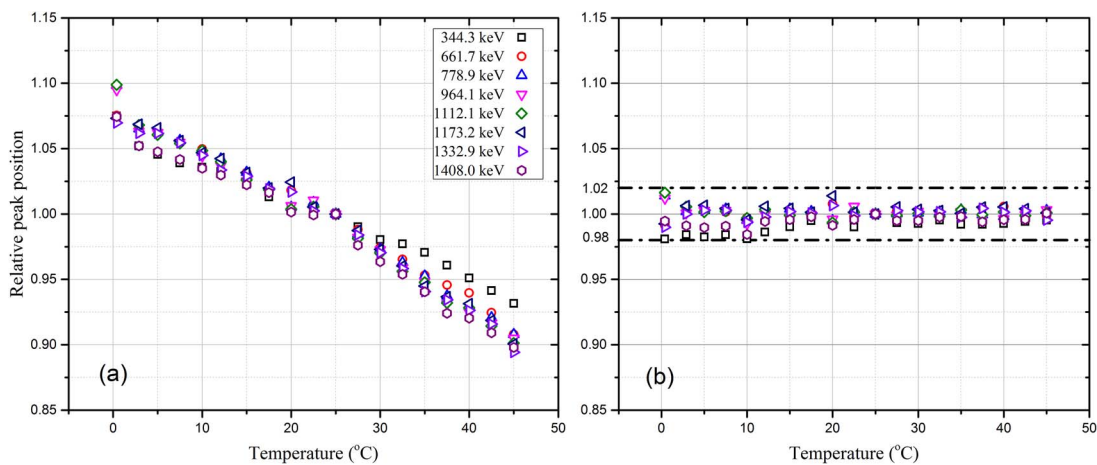 1.15
1.10
1.05
1.00
0.95
0.90
0.85
Relative peak position
344.3 keV
661.7 keV
778.9 keV
964.1 keV
1112.1 keV
1173.2 keV
1332.9 keV
1408.0 keV
(a)
0 10 20 30 40 50
Temperature (°C)
1.15
1.10
1.05
1.02
1.00
0.98
0.95
0.90
0.85
(b)
0 10 20 30 40 50
Temperature (°C)